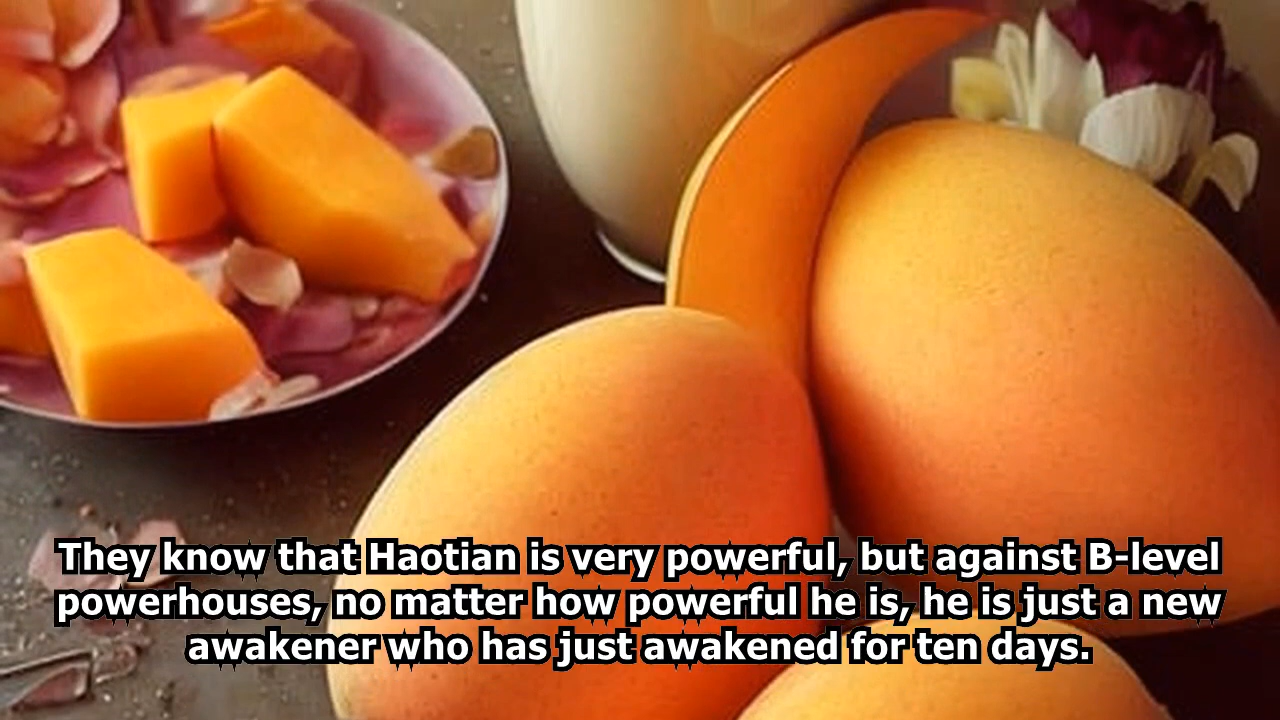 They know that Haotian is very powerful, but against B-level
powerhouses, no matter how powerful he is, he is just a new
awakener who has just awakened for ten days.